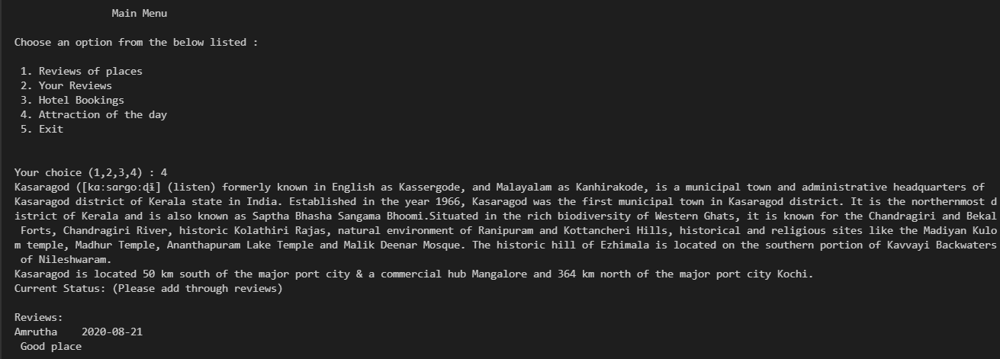 Main Menu
Choose an option from the below listed :
1. Reviews of places
2. Your Reviews
3. Hotel Bookings
4. Attraction of the day
5. Exit
Your choice (1,2,3,4) : 4
Kasaragod ([kɑːsɑrɡoːɖɨ̆] (listen) formerly known in English as Kassergode, and Malayalam as Kanhirakode, is a municipal town and administrative headquarters of
Kasaragod district of Kerala state in India. Established in the year 1966, Kasaragod was the first municipal town in Kasaragod district. It is the northernmost d
istrict of Kerala and is also known as Saptha Bhasha Sangama Bhoomi.Situated in the rich biodiversity of Western Ghats, it is known for the Chandragiri and Bekal
Forts, Chandragiri River, historic Kolathiri Rajas, natural environment of Ranipuram and Kottancheri Hills, historical and religious sites like the Madiyan Kulo
m temple, Madhur Temple, Ananthapuram Lake Temple and Malik Deenar Mosque. The historic hill of Ezhimala is located on the southern portion of Kavvayi Backwaters
of Nileshwaram.
Kasaragod is located 50 km south of the major port city & a commercial hub Mangalore and 364 km north of the major port city Kochi.
Current Status: (Please add through reviews)
Reviews:
Amrutha    2020-08-21
Good place